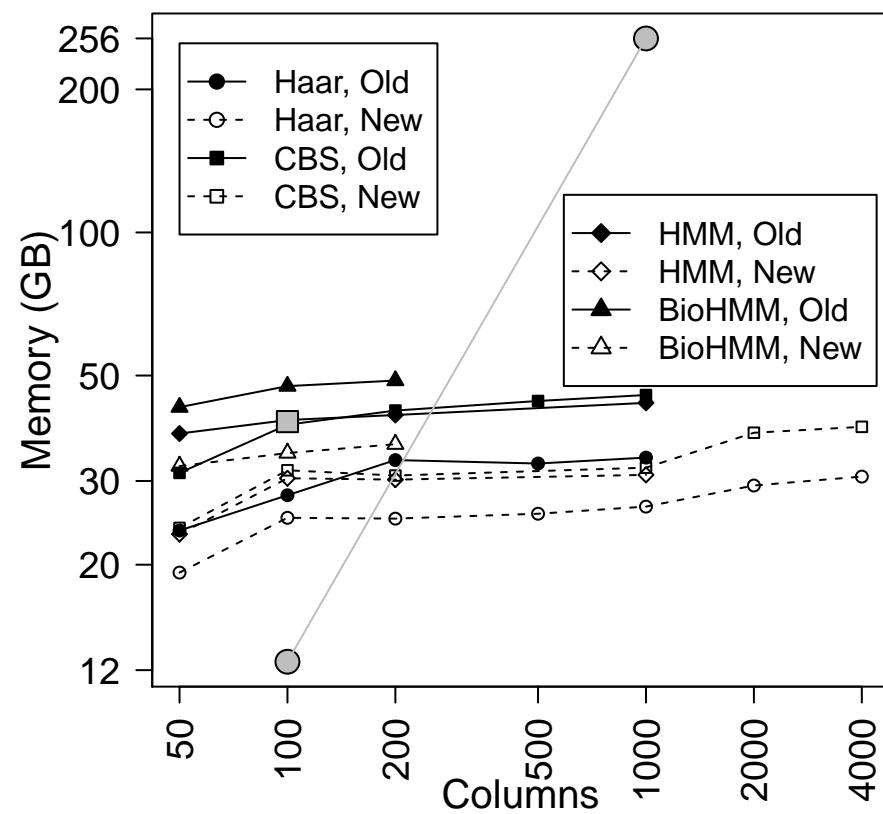 256
200
100
50
30
20
12
Memory (GB)
Haar, Old
Haar, New
CBS, Old
CBS, New
HMM, Old
HMM, New
BioHMM, Old
BioHMM, New
50
100
200
500
1000
2000
4000
Columns